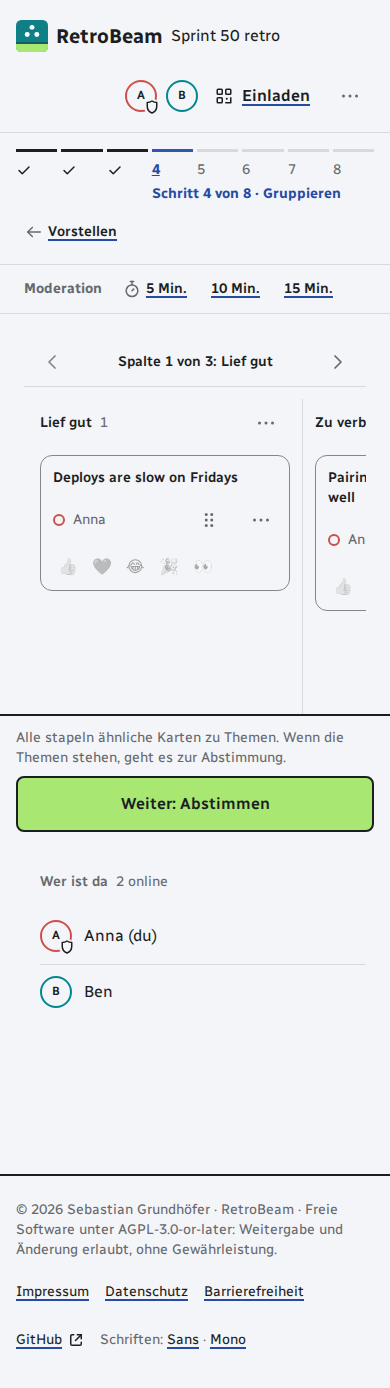 RetroBeam Sprint 50 retro
A B Einladen
4 5 6 7 8
Schritt 4 von 8 · Gruppieren
Vorstellen
Moderation 5 Min. 10 Min. 15 Min.
Spalte 1 von 3: Lief gut
Lief gut 1
Deploys are slow on Fridays
Anna
Zu verb
Pairin
well
An
Alle stapeln ähnliche Karten zu Themen. Wenn die
Themen stehen, geht es zur Abstimmung.
Weiter: Abstimmen
Wer ist da 2 online
A Anna (du)
B Ben
© 2026 Sebastian Grundhöfer · RetroBeam · Freie
Software unter AGPL-3.0-or-later: Weitergabe und
Änderung erlaubt, ohne Gewährleistung.
Impressum Datenschutz Barrierefreiheit
GitHub Schriften: Sans · Mono